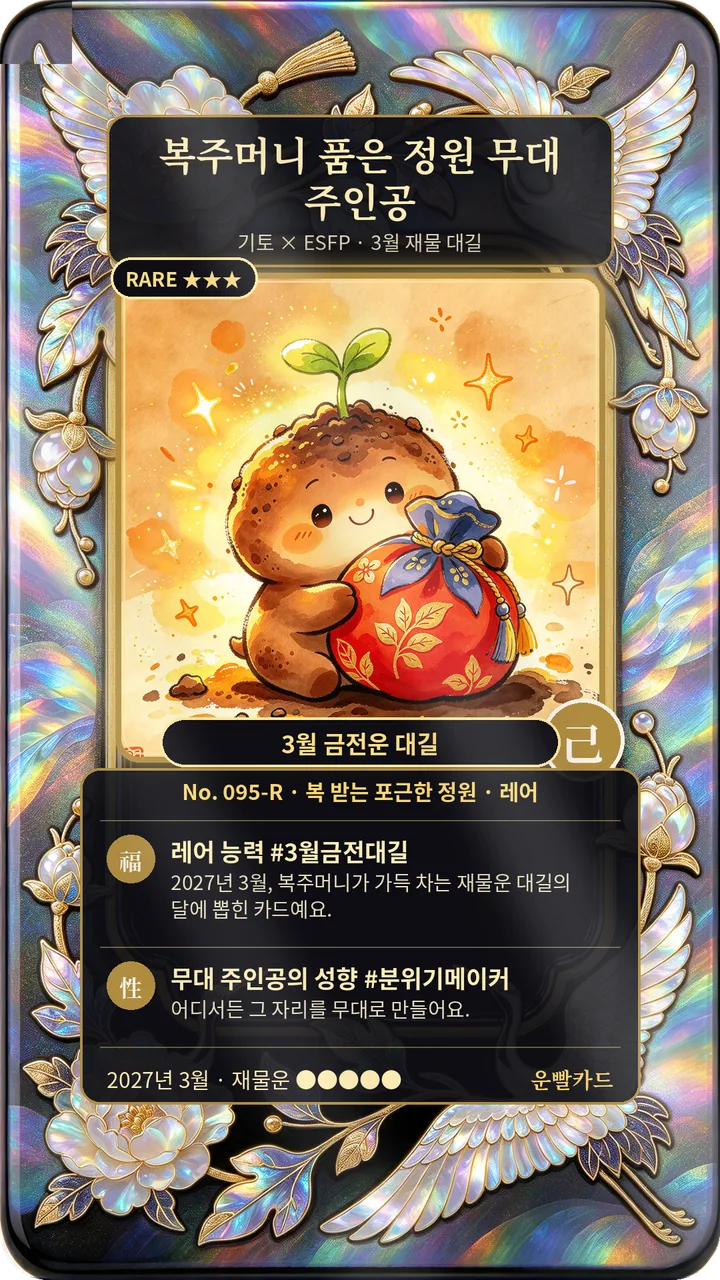 복주머니 품은 정원 무대
주인공
기토 × ESFP · 3월 재물 대길
RARE ★★★
3월 금전운 대길
己
No. 095-R · 복 받는 포근한 정원 · 레어
福
레어 능력 #3월금전대길
2027년 3월, 복주머니가 가득 차는 재물운 대길의
달에 뽑힌 카드예요.
性
무대 주인공의 성향 #분위기메이커
어디서든 그 자리를 무대로 만들어요.
2027년 3월 · 재물운 ●●●●●
운빨카드